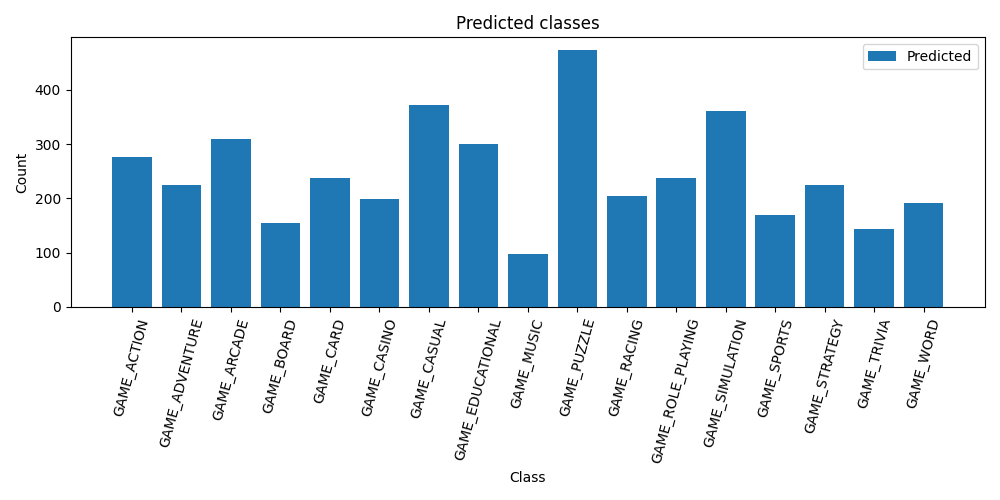 Predicted classes
Predicted
Count
400
300
200
100
0
GAME_ACTION
GAME_ADVENTURE
GAME_ARCADE
GAME_BOARD
GAME_CARD
GAME_CASINO
GAME_CASUAL
GAME_EDUCATIONAL
GAME_MUSIC
GAME_PUZZLE
GAME_RACING
GAME_ROLE_PLAYING
GAME_SIMULATION
GAME_SPORTS
GAME_STRATEGY
GAME_TRIVIA
GAME_WORD
Class